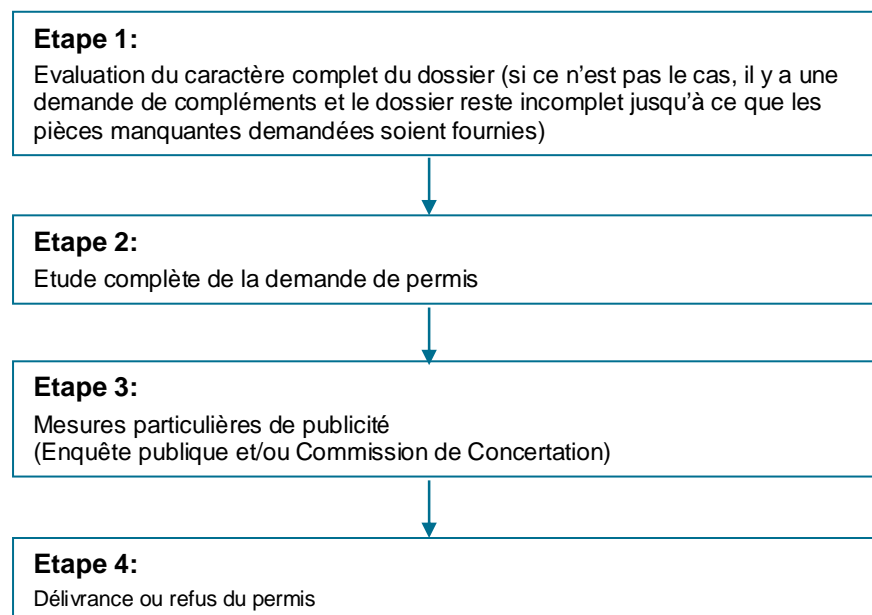 Etape 1:
Evaluation du caractère complet du dossier (si ce n'est pas le cas, il y a une
demande de compléments et le dossier reste incomplet jusqu'à ce que les
pièces manquantes demandées soient fournies)
Etape 2:
Etude complète de la demande de permis
Etape 3:
Mesures particulières de publicité
(Enquête publique et/ou Commission de Concertation)
Etape 4:
Délivrance ou refus du permis